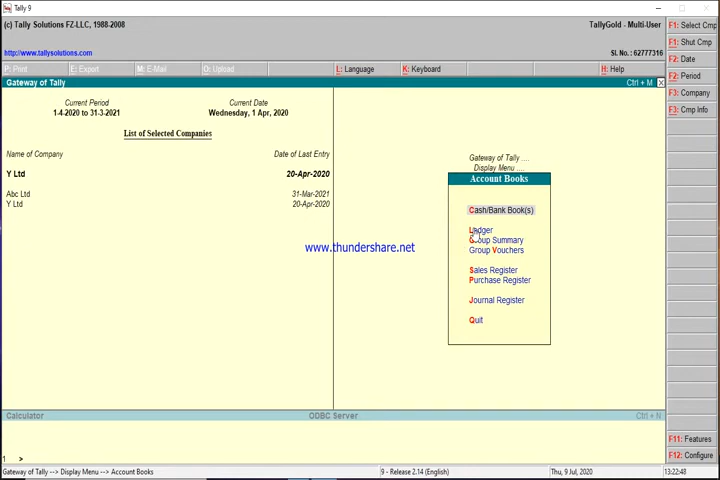 Tally 9
(c) Tally Solutions FZ-LLC, 1988-2008
TallyGold - Multi-User
http://www.tallysolutions.com
Sl. No.: 62777316
P: Print
E: Export
M: E-Mail
O: Upload
L: Language
K: Keyboard
H: Help
Gateway of Tally
Ctrl + M
X
Current Period
1-4-2020 to 31-3-2021
Current Date
Wednesday, 1 Apr, 2020
List of Selected Companies
Name of Company
Date of Last Entry
Y Ltd
20-Apr-2020
Abc Ltd
31-Mar-2021
Y Ltd
20-Apr-2020
Gateway of Tally ....
Display Menu ....
Account Books
Cash/Bank Book(s)
Ledger
Group Summary
Group Vouchers
Sales Register
Purchase Register
Journal Register
Quit
www.thundershare.net
F1: Select Cmp
F1: Shut Cmp
F2: Date
F2: Period
F3: Company
F3: Cmp Info
F11: Features
F12: Configure
Calculator
ODBC Server
Ctrl + N
1 >
Gateway of Tally --> Display Menu --> Account Books
9 - Release 2.14 (English)
Thu, 9 Jul, 2020
13:22:48